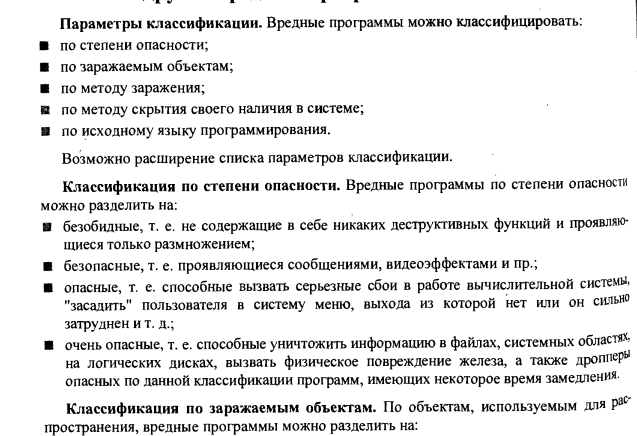 Параметры классификации. Вредные программы можно классифицировать:
■ по степени опасности;
■ по заражаемым объектам;
■ по методу заражения;
■ по методу скрытия своего наличия в системе;
■ по исходному языку программирования.
Возможно расширение списка параметров классификации.
Классификация по степени опасности. Вредные программы по степени опасности
можно разделить на:
■ безобидные, т. е. не содержащие в себе никаких деструктивных функций и проявляю-
щиеся только размножением;
■ безопасные, т. е. проявляющиеся сообщениями, видеоэффектами и пр.;
■ опасные, т. е. способные вызвать серьезные сбои в работе вычислительной системы,
"засадить" пользователя в систему меню, выхода из которой нет или он сильно
затруднен и т. д.;
■ очень опасные, т. е. способные уничтожить информацию в файлах, системных областях,
на логических дисках, вызвать физическое повреждение железа, а также дропперы
опасных по данной классификации программ, имеющих некоторое время замедления.
Классификация по заражаемым объектам. По объектам, используемым для рас-
пространения, вредные программы можно разделить на: